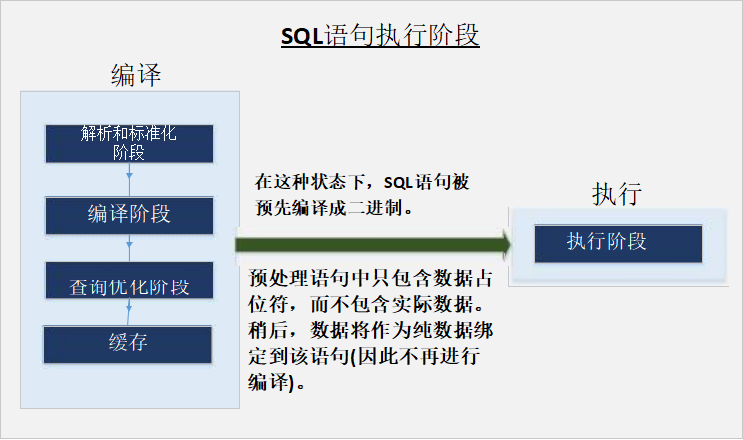 SQL语句执行阶段
编译
解析和标准化
阶段
编译阶段
查询优化阶段
缓存
在这种状态下，SQL语句被
预先编译成二进制。
预处理语句中只包含数据占
位符，而不包含实际数据。
稍后，数据将作为纯数据绑
定到该语句(因此不再进行
编译)。
执行
执行阶段